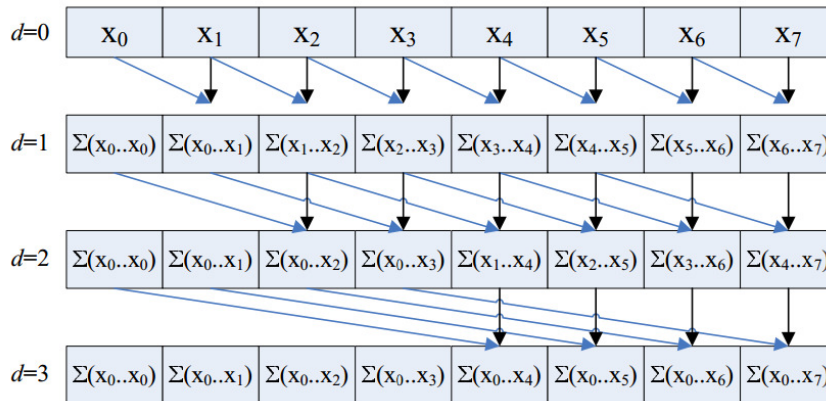 d=0 x₀ x₁ x₂ x₃ x₄ x₅ x₆ x₇
d=1 Σ(x₀..x₀) Σ(x₀..x₁) Σ(x₁..x₂) Σ(x₂..x₃) Σ(x₃..x₄) Σ(x₄..x₅) Σ(x₅..x₆) Σ(x₆..x₇)
d=2 Σ(x₀..x₀) Σ(x₀..x₁) Σ(x₀..x₂) Σ(x₀..x₃) Σ(x₁..x₄) Σ(x₂..x₅) Σ(x₃..x₆) Σ(x₄..x₇)
d=3 Σ(x₀..x₀) Σ(x₀..x₁) Σ(x₀..x₂) Σ(x₀..x₃) Σ(x₀..x₄) Σ(x₀..x₅) Σ(x₀..x₆) Σ(x₀..x₇)